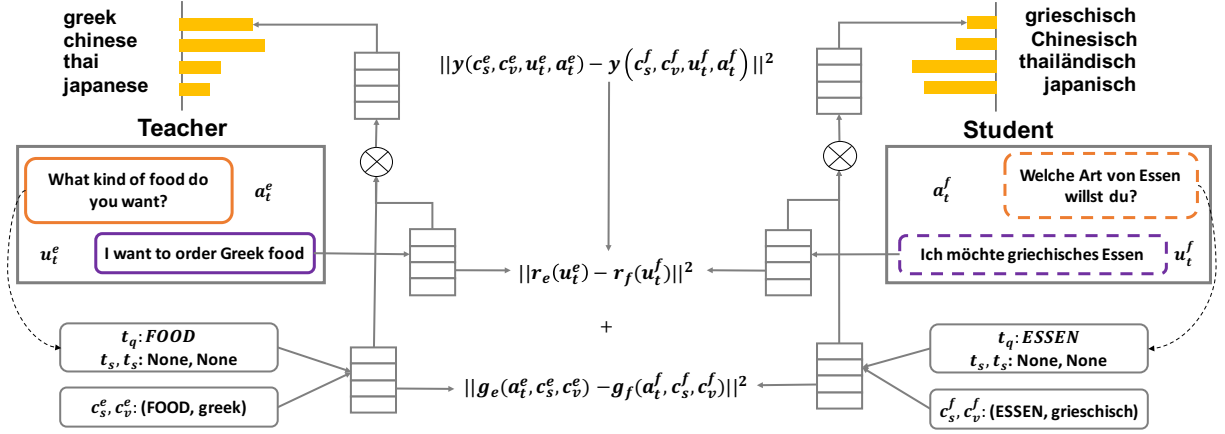 greek
chinese
thai
japanese
Teacher
What kind of food do
you want?
a_t^e
u_t^e
I want to order Greek food
t_q: FOOD
t_s, t_s: None, None
c_s^e, c_v^e: (FOOD, greek)
||y(c_s^e, c_v^e, u_t^e, a_t^e) − y(c_s^f, c_v^f, u_t^f, a_t^f)||^2
||r_e(u_t^e) − r_f(u_t^f)||^2
+
||g_e(a_t^e, c_s^e, c_v^e) − g_f(a_t^f, c_s^f, c_v^f)||^2
grieschisch
Chinesisch
thailändisch
japanisch
Student
a_t^f
Welche Art von Essen
willst du?
Ich möchte griechisches Essen
u_t^f
t_q: ESSEN
t_s, t_s: None, None
c_s^f, c_v^f: (ESSEN, grieschisch)